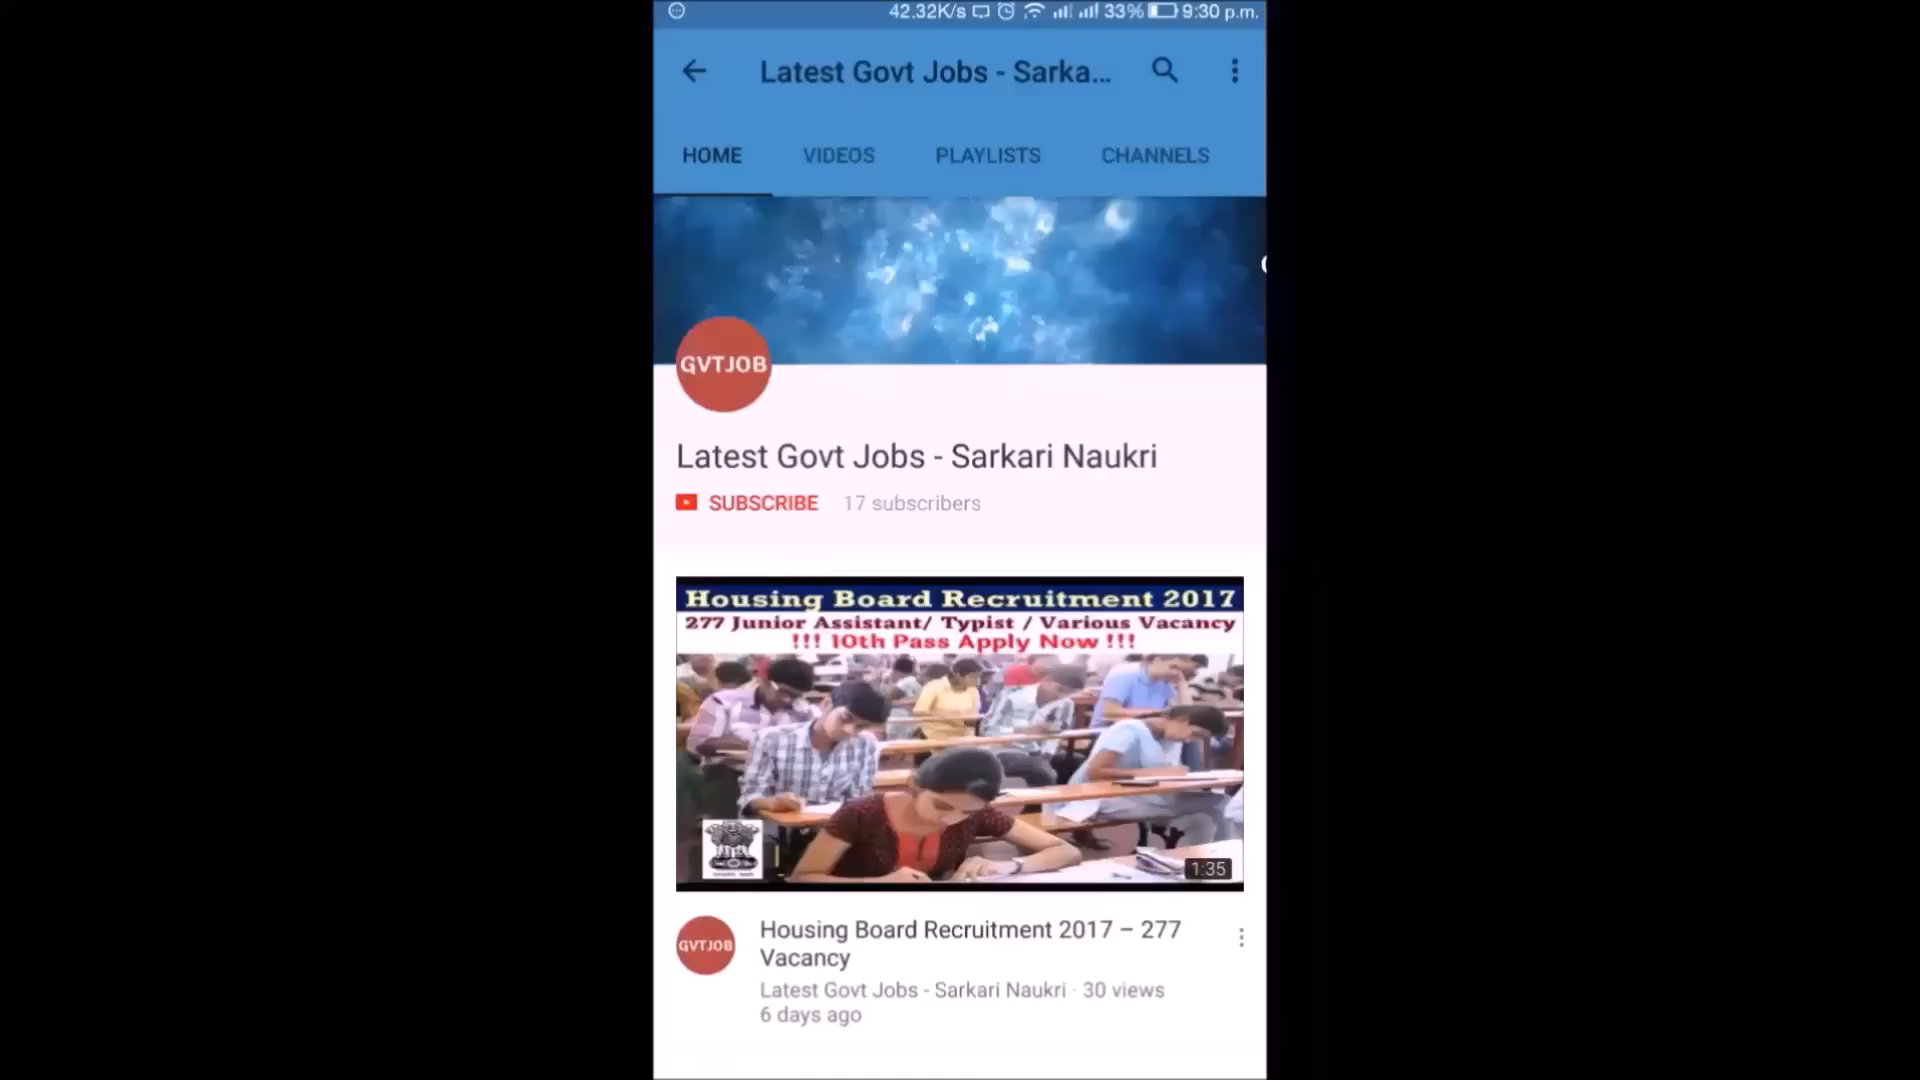 42.32K/s 33% 9:30 p.m.
Latest Govt Jobs - Sarka...
HOME VIDEOS PLAYLISTS CHANNELS
GVTJOB
Latest Govt Jobs - Sarkari Naukri
SUBSCRIBE 17 subscribers
Housing Board Recruitment 2017
277 Junior Assistant/ Typist / Various Vacancy
!!! 10th Pass Apply Now !!!
1:35
GVTJOB
Housing Board Recruitment 2017 – 277
Vacancy
Latest Govt Jobs - Sarkari Naukri · 30 views
6 days ago